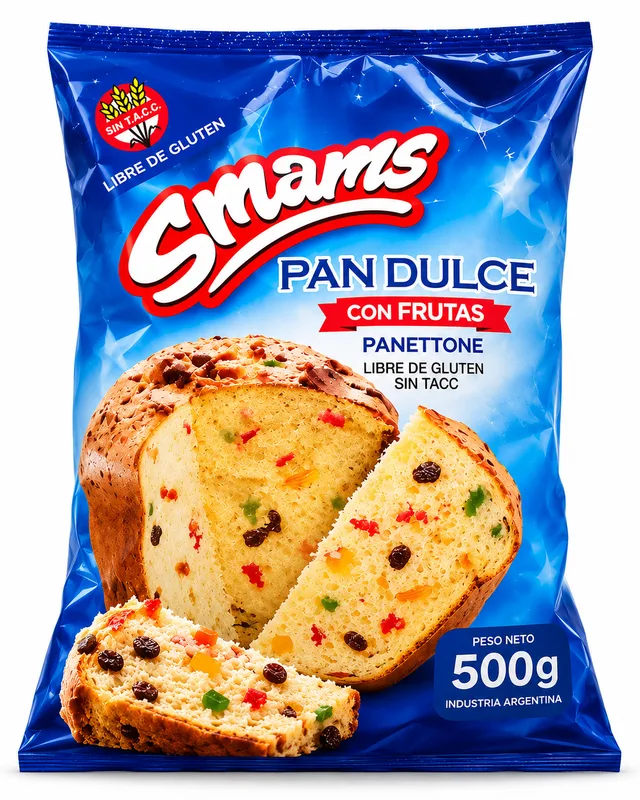 SIN T.A.C.C.
LIBRE DE GLUTEN
Smams
PAN DULCE
CON FRUTAS
PANETTONE
LIBRE DE GLUTEN
SIN TACC
PESO NETO
500g
INDUSTRIA ARGENTINA